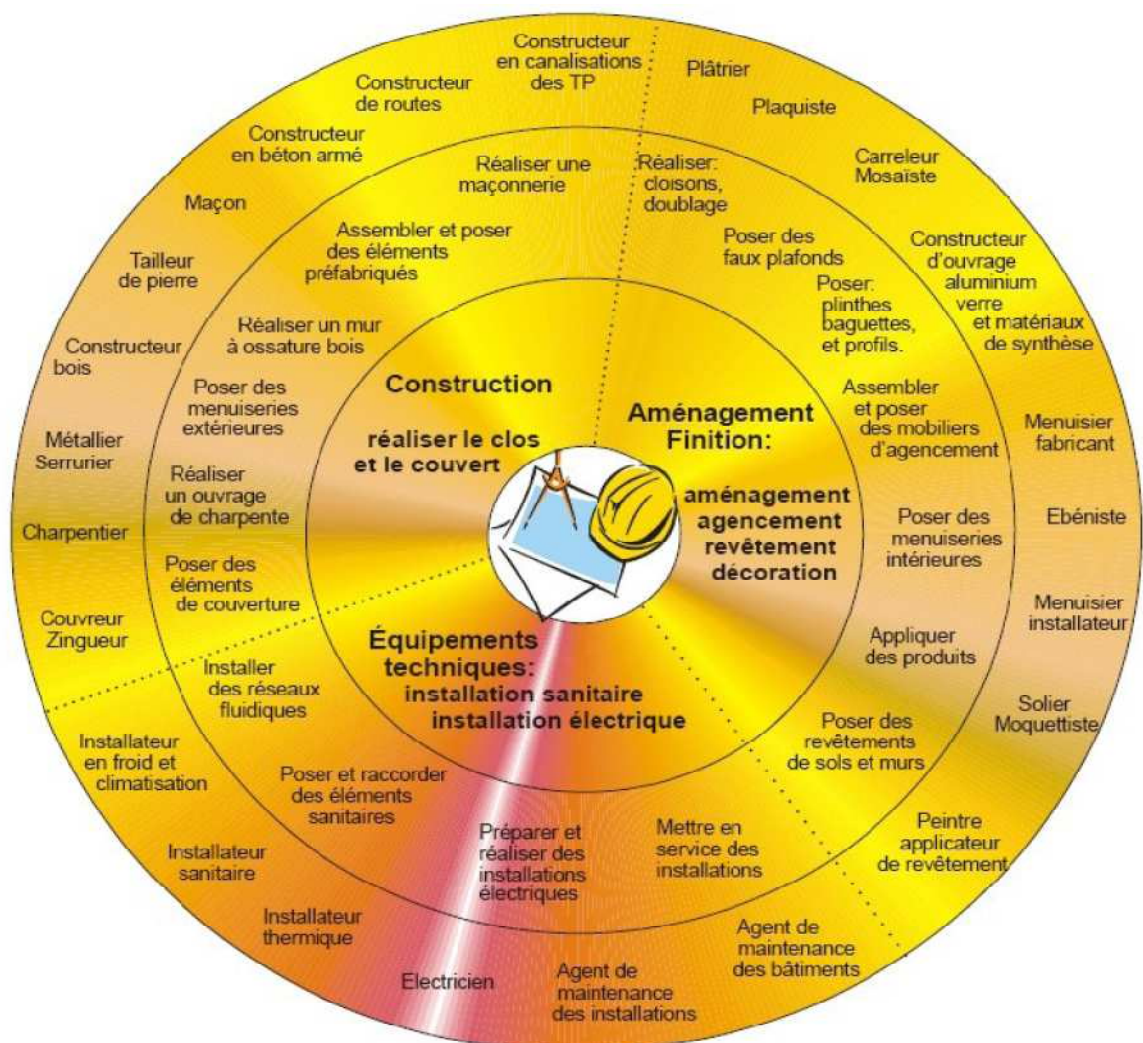 Constructeur
en canalisations
des TP
Plâtrier
Plaquiste
Carreleur
Mosaïste
Constructeur
d'ouvrage
aluminium
verre
et matériaux
de synthèse
Menuisier
fabricant
Ebéniste
Menuisier
installateur
Solier
Moquettiste
Peintre
applicateur
de revêtement
Agent de
maintenance
des bâtiments
Agent de
maintenance
des installations
Electricien
Installateur
thermique
Installateur
sanitaire
Installateur
en froid et
climatisation
Couvreur
Zingueur
Charpentier
Métallier
Serrurier
Constructeur
bois
Tailleur
de pierre
Maçon
Constructeur
en béton armé
Constructeur
de routes
Réaliser une
maçonnerie
Réaliser:
cloisons,
doublage
Poser des
faux plafonds
Poser:
plinthes
baguettes,
et profils.
Assembler
et poser
des mobiliers
d'agencement
Poser des
menuiseries
intérieures
Appliquer
des produits
Poser des
revêtements
de sols et murs
Mettre en
service des
installations
Préparer et
réaliser des
installations
électriques
Poser et raccorder
des éléments
sanitaires
Installer
des réseaux
fluidiques
Poser des
éléments
de couverture
Réaliser
un ouvrage
de charpente
Poser des
menuiseries
extérieures
Réaliser un mur
à ossature bois
Assembler et poser
des éléments
préfabriqués
Construction
réaliser le clos
et le couvert
Aménagement
Finition:
aménagement
agencement
revêtement
décoration
Équipements
techniques:
installation sanitaire
installation électrique